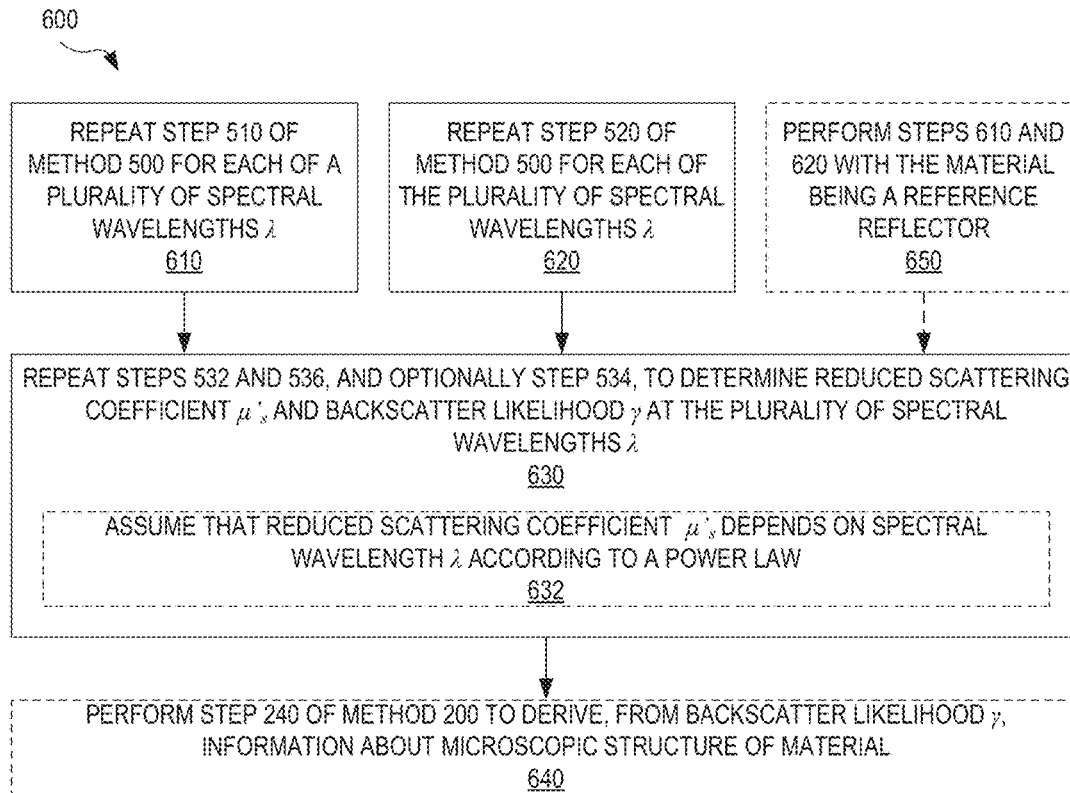 600
REPEAT STEP 510 OF
METHOD 500 FOR EACH OF A
PLURALITY OF SPECTRAL
WAVELENGTHS λ
610
REPEAT STEP 520 OF
METHOD 500 FOR EACH OF
THE PLURALITY OF SPECTRAL
WAVELENGTHS λ
620
PERFORM STEPS 610 AND
620 WITH THE MATERIAL
BEING A REFERENCE
REFLECTOR
650
REPEAT STEPS 532 AND 536, AND OPTIONALLY STEP 534, TO DETERMINE REDUCED SCATTERING
COEFFICIENT μ's AND BACKSCATTER LIKELIHOOD γ AT THE PLURALITY OF SPECTRAL
WAVELENGTHS λ
630
ASSUME THAT REDUCED SCATTERING COEFFICIENT μ's DEPENDS ON SPECTRAL
WAVELENGTH λ ACCORDING TO A POWER LAW
632
PERFORM STEP 240 OF METHOD 200 TO DERIVE, FROM BACKSCATTER LIKELIHOOD γ,
INFORMATION ABOUT MICROSCOPIC STRUCTURE OF MATERIAL
640